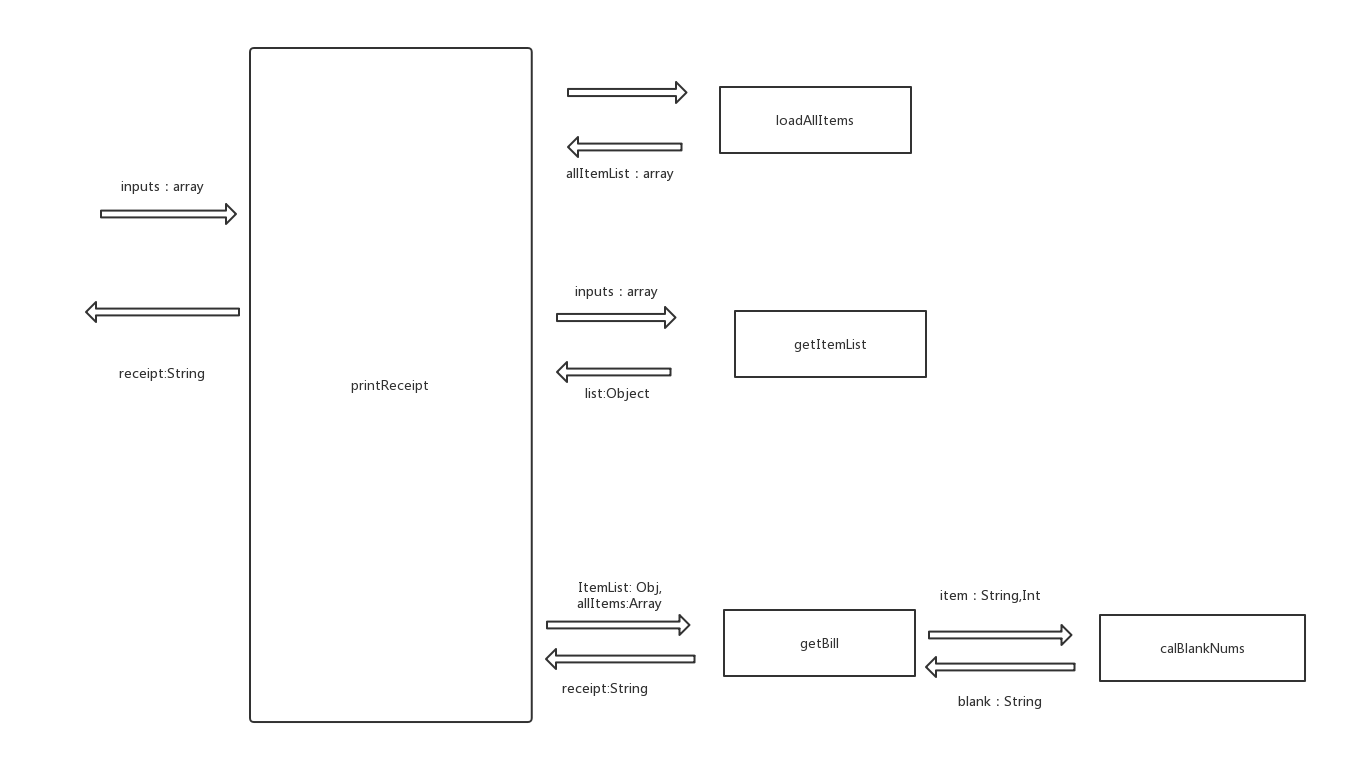 loadAllItems
allItemList：array
inputs：array
inputs：array
getItemList
receipt:String
printReceipt
list:Object
ItemList: Obj,
allItems:Array
item：String,Int
getBill
calBlankNums
receipt:String
blank：String